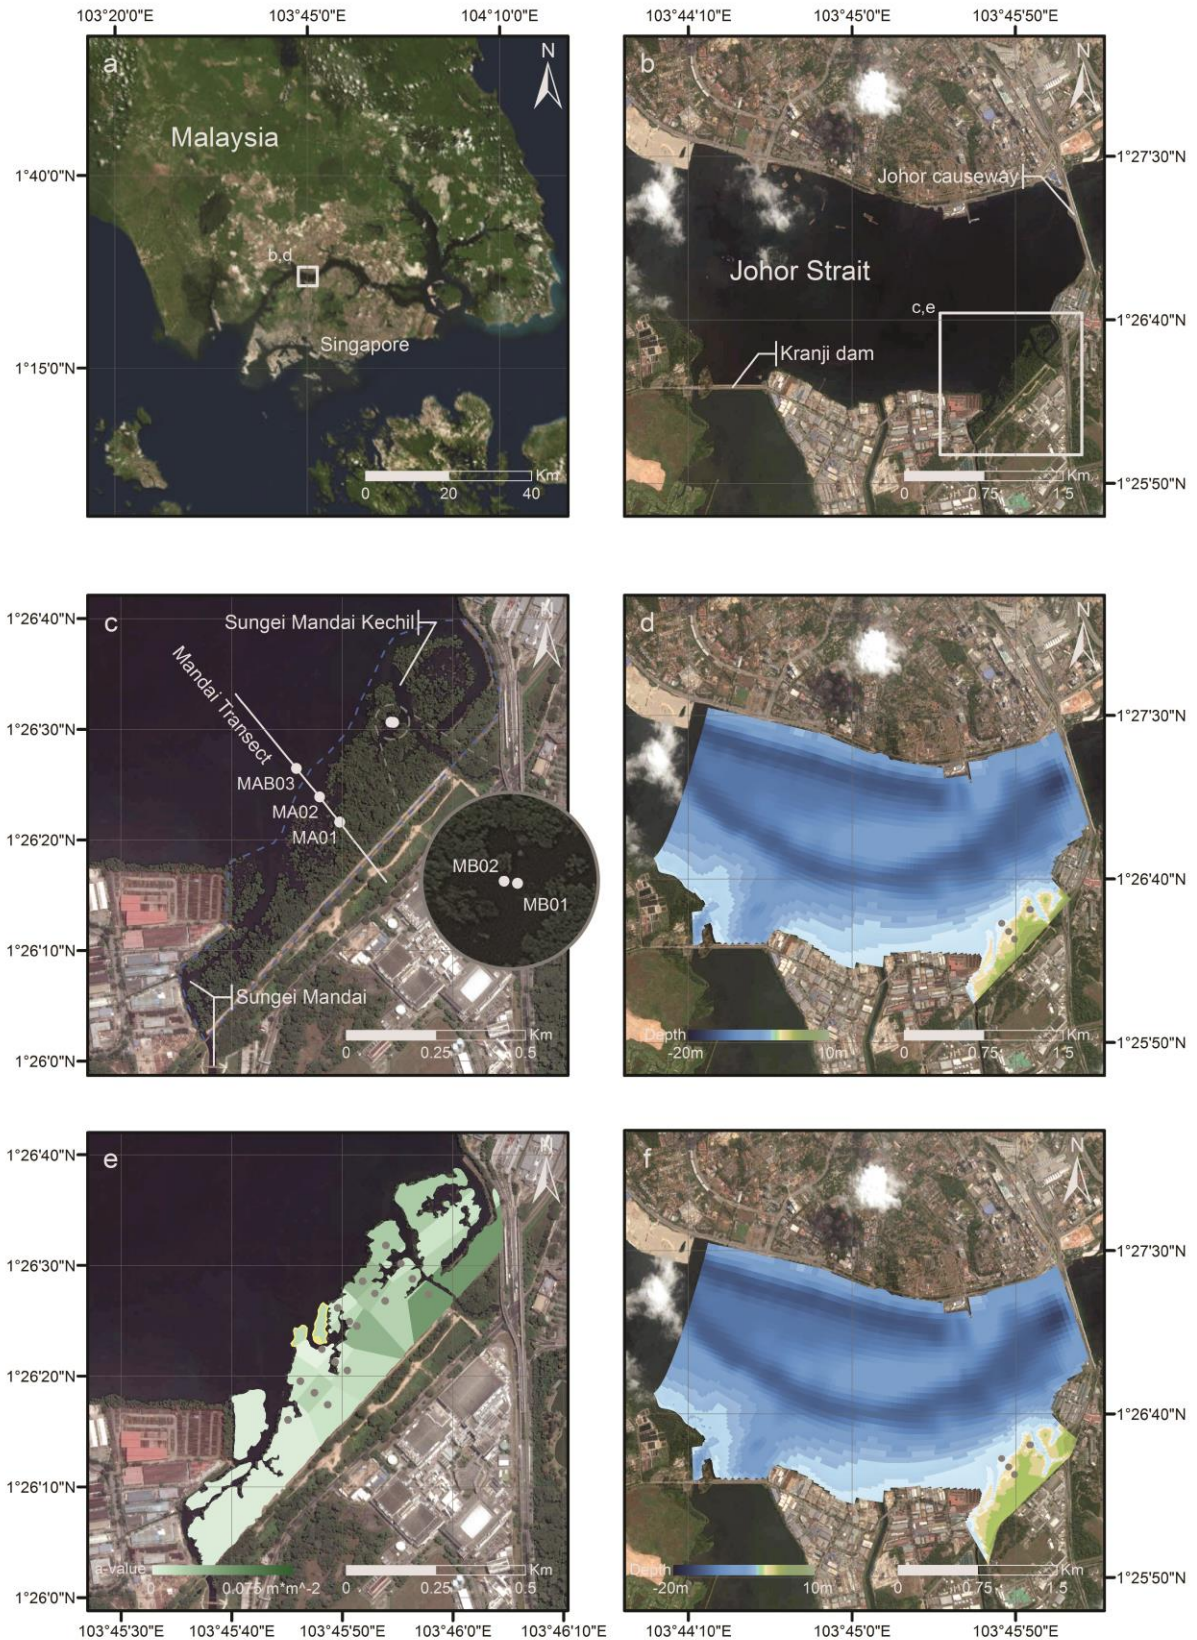 103°20'0"E 103°45'0"E 104°10'0"E
103°44'10"E 103°45'0"E 103°45'50"E
a
N
Malaysia
1°40'0"N
b,d
Singapore
1°15'0"N
Km
0 20 40
b
N
1°27'30"N
Johor causeway
Johor Strait
c,e
1°26'40"N
Kranji dam
Km
0 0.75 1.5
1°25'50"N
1°26'40"N
c
N
Sungei Mandai Kechil
Mandai Transect
1°26'30"N
MAB03
MA02
MA01
1°26'20"N
MB02
MB01
1°26'10"N
Sungei Mandai
Km
0 0.25 0.5
1°26'0"N
d
N
1°27'30"N
1°26'40"N
Depth
-20m 10m
Km
0 0.75 1.5
1°25'50"N
1°26'40"N
e
N
1°26'30"N
1°26'20"N
1°26'10"N
a-value
0 0.075 m*m^-2
Km
0 0.25 0.5
1°26'0"N
103°45'30"E 103°45'40"E 103°45'50"E 103°46'0"E 103°46'10"E
f
N
1°27'30"N
1°26'40"N
Depth
-20m 10m
Km
0 0.75 1.5
1°25'50"N
103°44'10"E 103°45'0"E 103°45'50"E